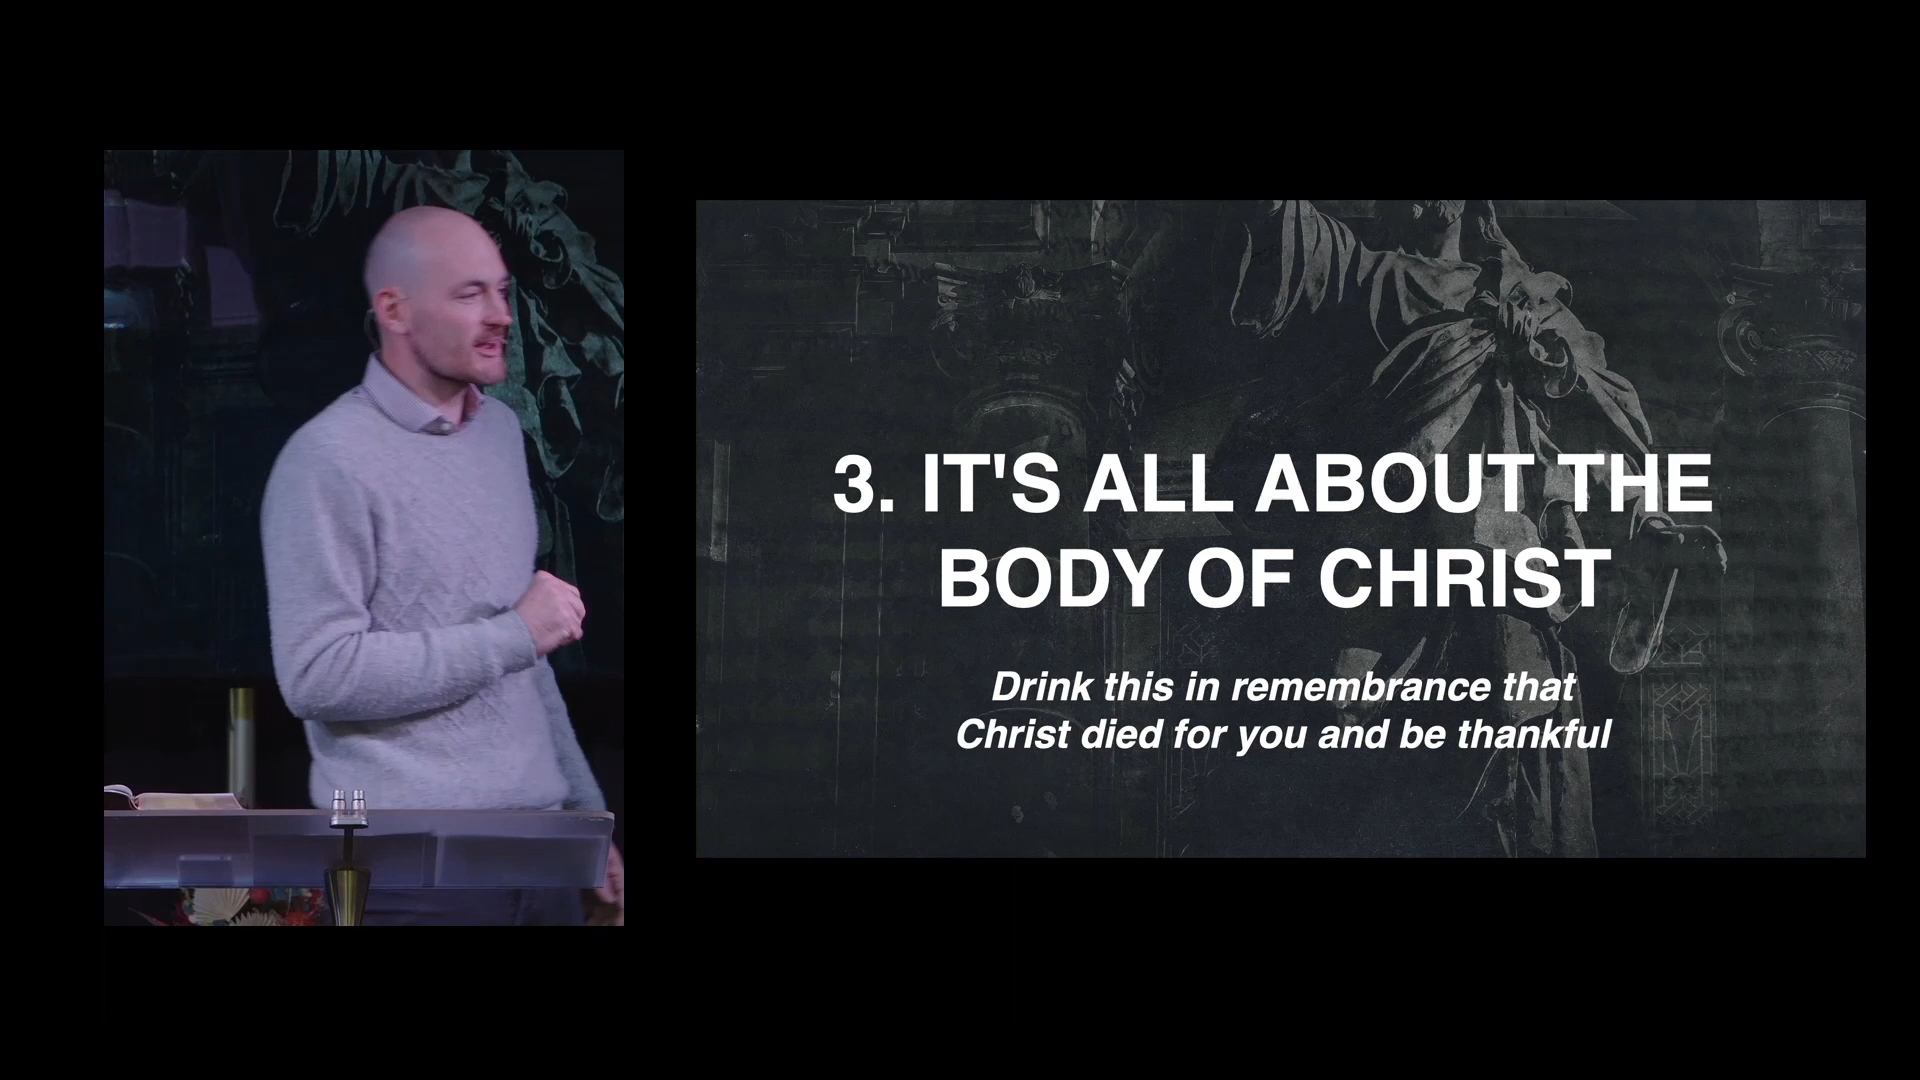 3. IT'S ALL ABOUT THE
BODY OF CHRIST
Drink this in remembrance that
Christ died for you and be thankful